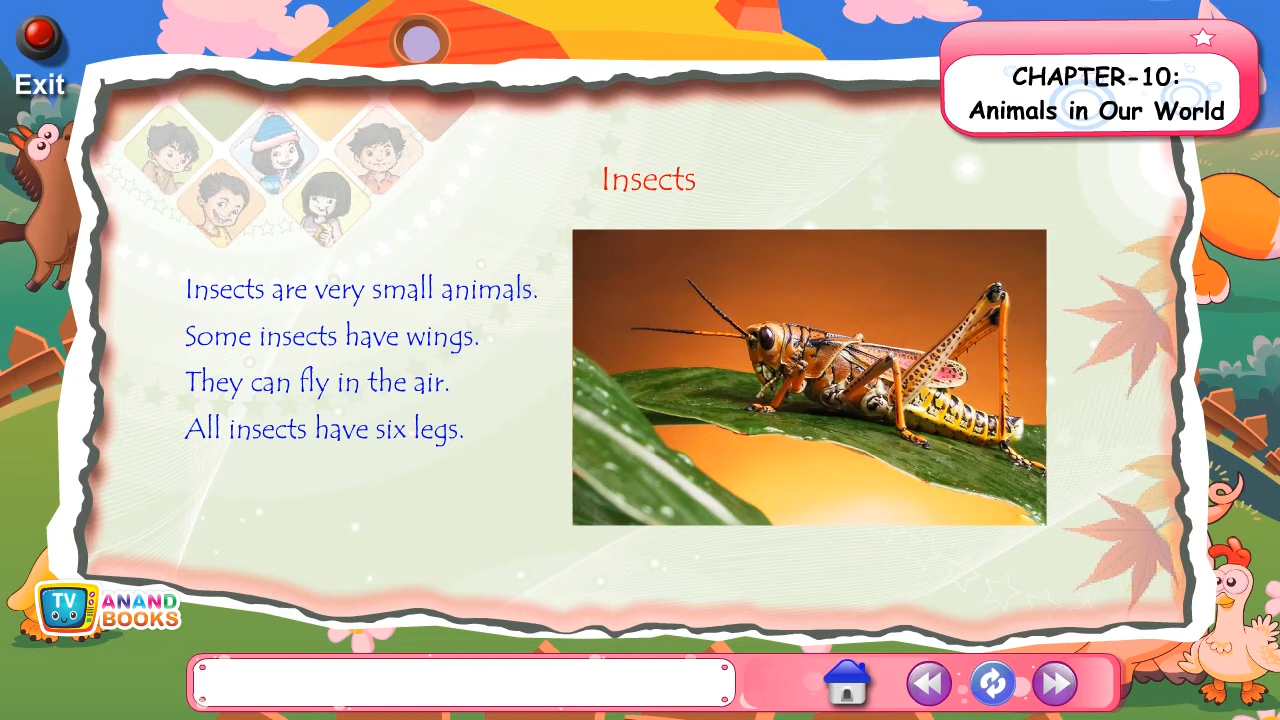 Exit
CHAPTER-10:
Animals in Our World
Insects
Insects are very small animals.
Some insects have wings.
They can fly in the air.
All insects have six legs.
TV
ANAND
BOOKS